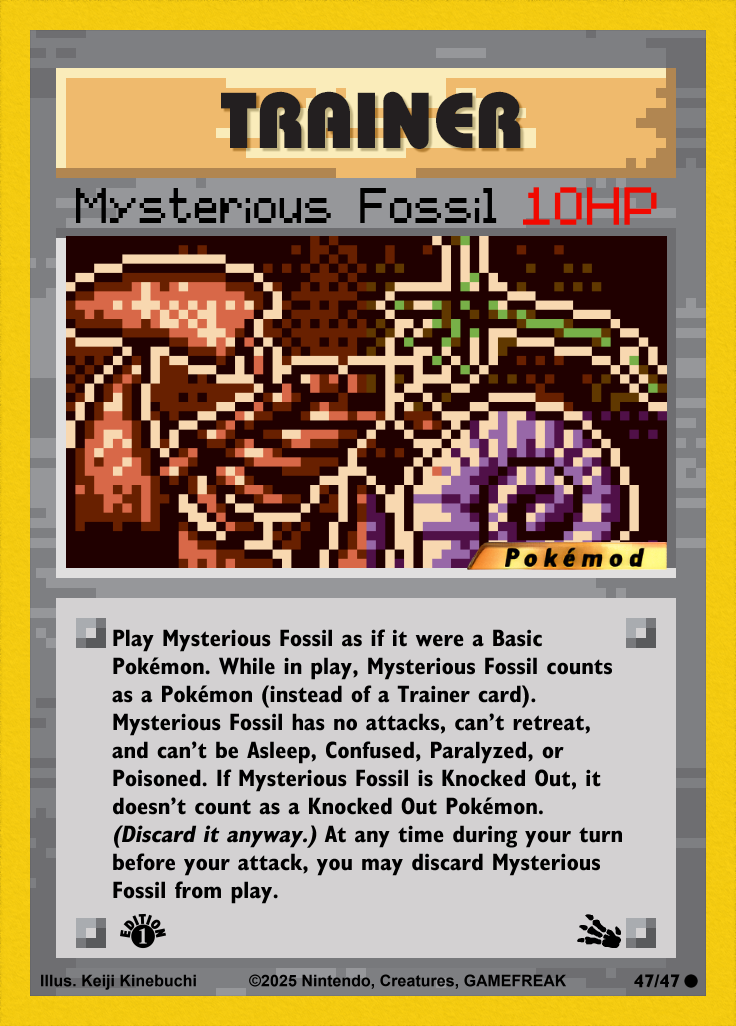 TRAINER
Mysterious Fossil 10HP
Pokémod
Play Mysterious Fossil as if it were a Basic
Pokémon. While in play, Mysterious Fossil counts
as a Pokémon (instead of a Trainer card).
Mysterious Fossil has no attacks, can’t retreat,
and can’t be Asleep, Confused, Paralyzed, or
Poisoned. If Mysterious Fossil is Knocked Out, it
doesn’t count as a Knocked Out Pokémon.
(Discard it anyway.) At any time during your turn
before your attack, you may discard Mysterious
Fossil from play.
EDITION
1
Illus. Keiji Kinebuchi ©2025 Nintendo, Creatures, GAMEFREAK 47/47 ●